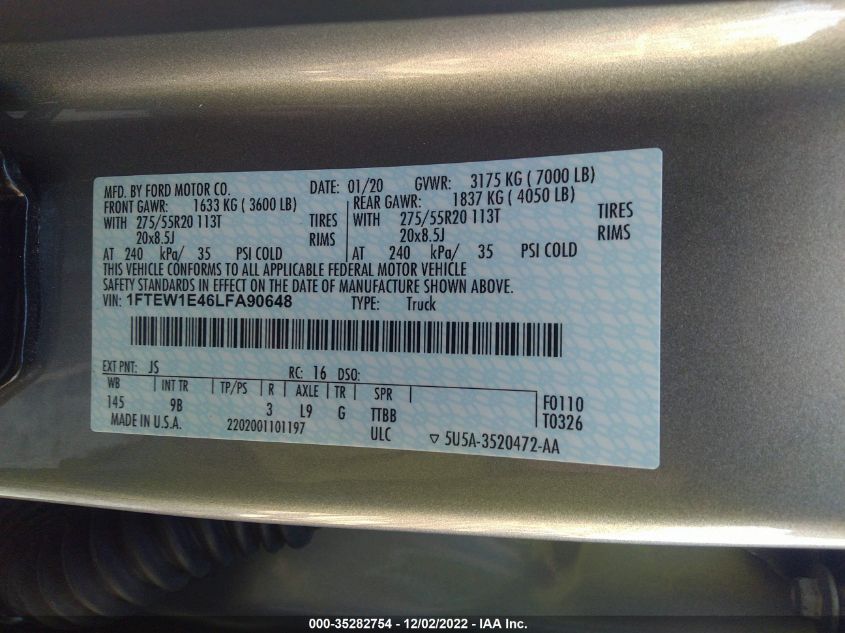 MFD. BY FORD MOTOR CO. DATE: 01/20 GVWR: 3175 KG ( 7000 LB)
FRONT GAWR: 1633 KG ( 3600 LB) REAR GAWR: 1837 KG ( 4050 LB)
WITH 275/55R20 113T TIRES WITH 275/55R20 113T TIRES
20x8.5J RIMS 20x8.5J RIMS
AT 240 kPa/ 35 PSI COLD AT 240 kPa/ 35 PSI COLD
THIS VEHICLE CONFORMS TO ALL APPLICABLE FEDERAL MOTOR VEHICLE
SAFETY STANDARDS IN EFFECT ON THE DATE OF MANUFACTURE SHOWN ABOVE.
VIN: 1FTEW1E46LFA90648 TYPE: Truck
EXT PNT: JS RC: 16 DSO:
WB INT TR TP/PS R AXLE TR SPR F0110
145 9B 3 L9 G TTBB T0326
MADE IN U.S.A. 2202001101197 ULC ▽ 5U5A-3520472-AA
000-35282754 - 12/02/2022 - IAA Inc.